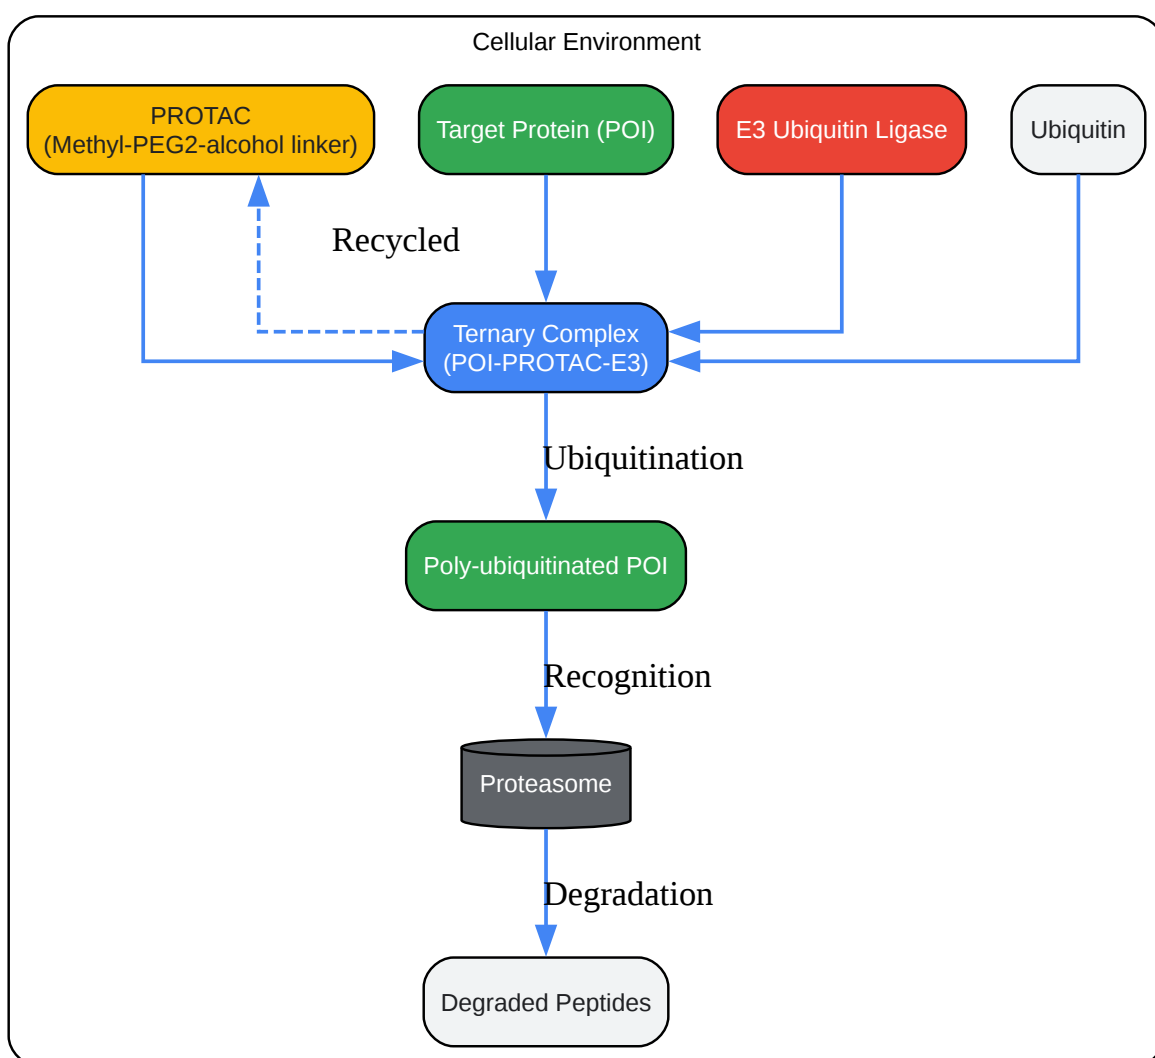 Cellular Environment
PROTAC
(Methyl-PEG2-alcohol linker)
Target Protein (POI)
E3 Ubiquitin Ligase
Ubiquitin
Recycled
Ternary Complex
(POI-PROTAC-E3)
Ubiquitination
Poly-ubiquitinated POI
Recognition
Proteasome
Degradation
Degraded Peptides